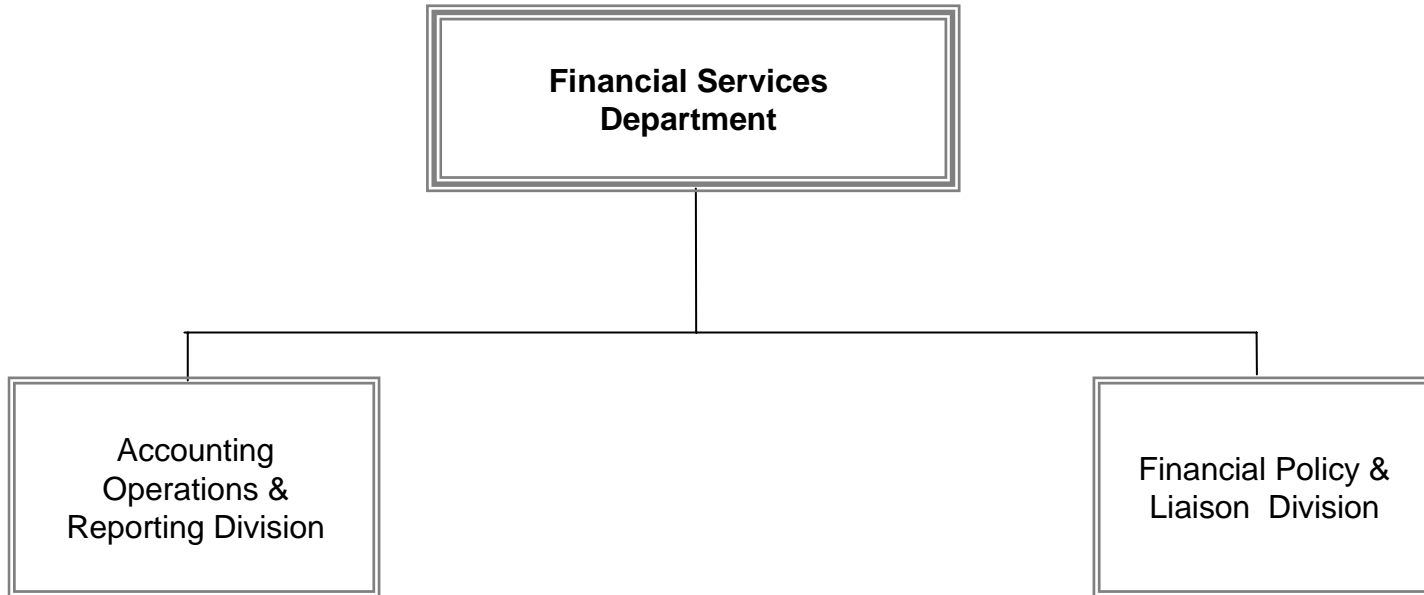 Financial Services
Department
Accounting
Operations &
Reporting Division
Financial Policy &
Liaison  Division